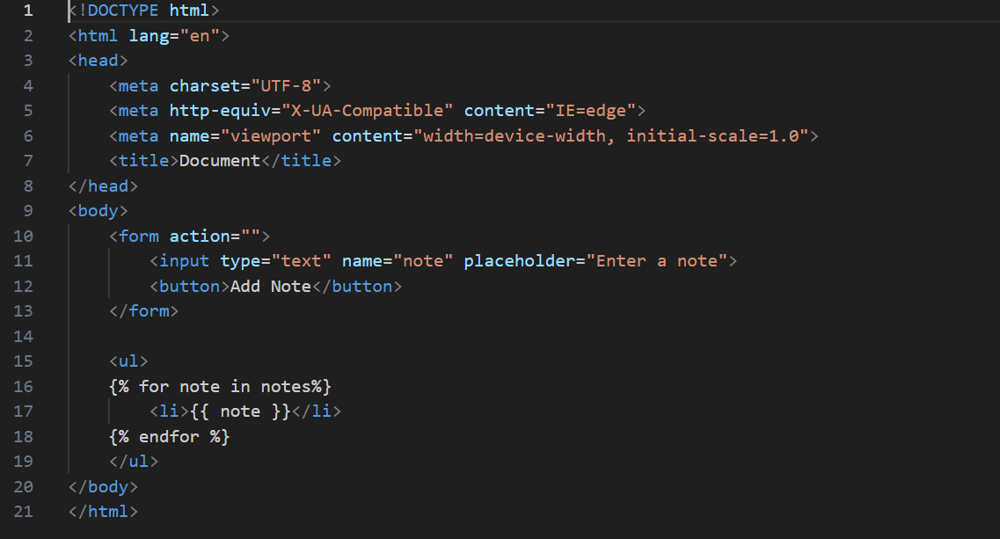 1 <!DOCTYPE html>
2 <html lang="en">
3 <head>
4     <meta charset="UTF-8">
5     <meta http-equiv="X-UA-Compatible" content="IE=edge">
6     <meta name="viewport" content="width=device-width, initial-scale=1.0">
7     <title>Document</title>
8 </head>
9 <body>
10     <form action="">
11         <input type="text" name="note" placeholder="Enter a note">
12         <button>Add Note</button>
13     </form>
14
15     <ul>
16     {% for note in notes%}
17         <li>{{ note }}</li>
18     {% endfor %}
19     </ul>
20 </body>
21 </html>